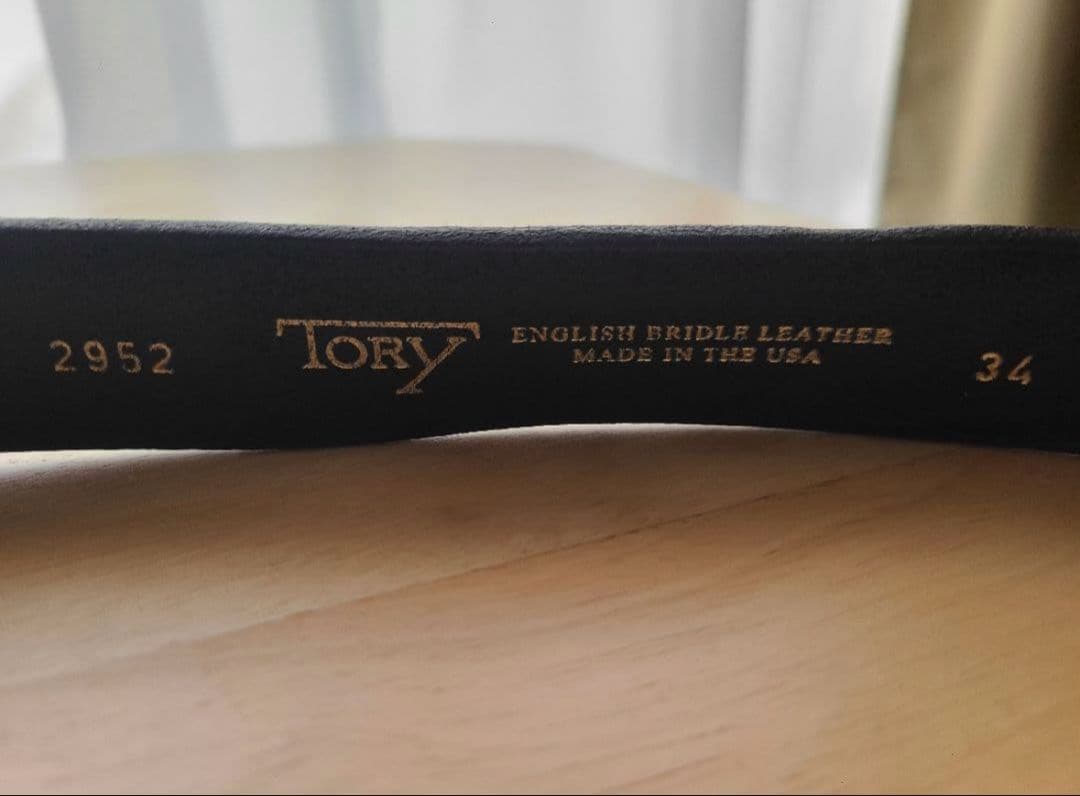 2952
TORY
ENGLISH BRIDLE LEATHER
MADE IN THE USA
34